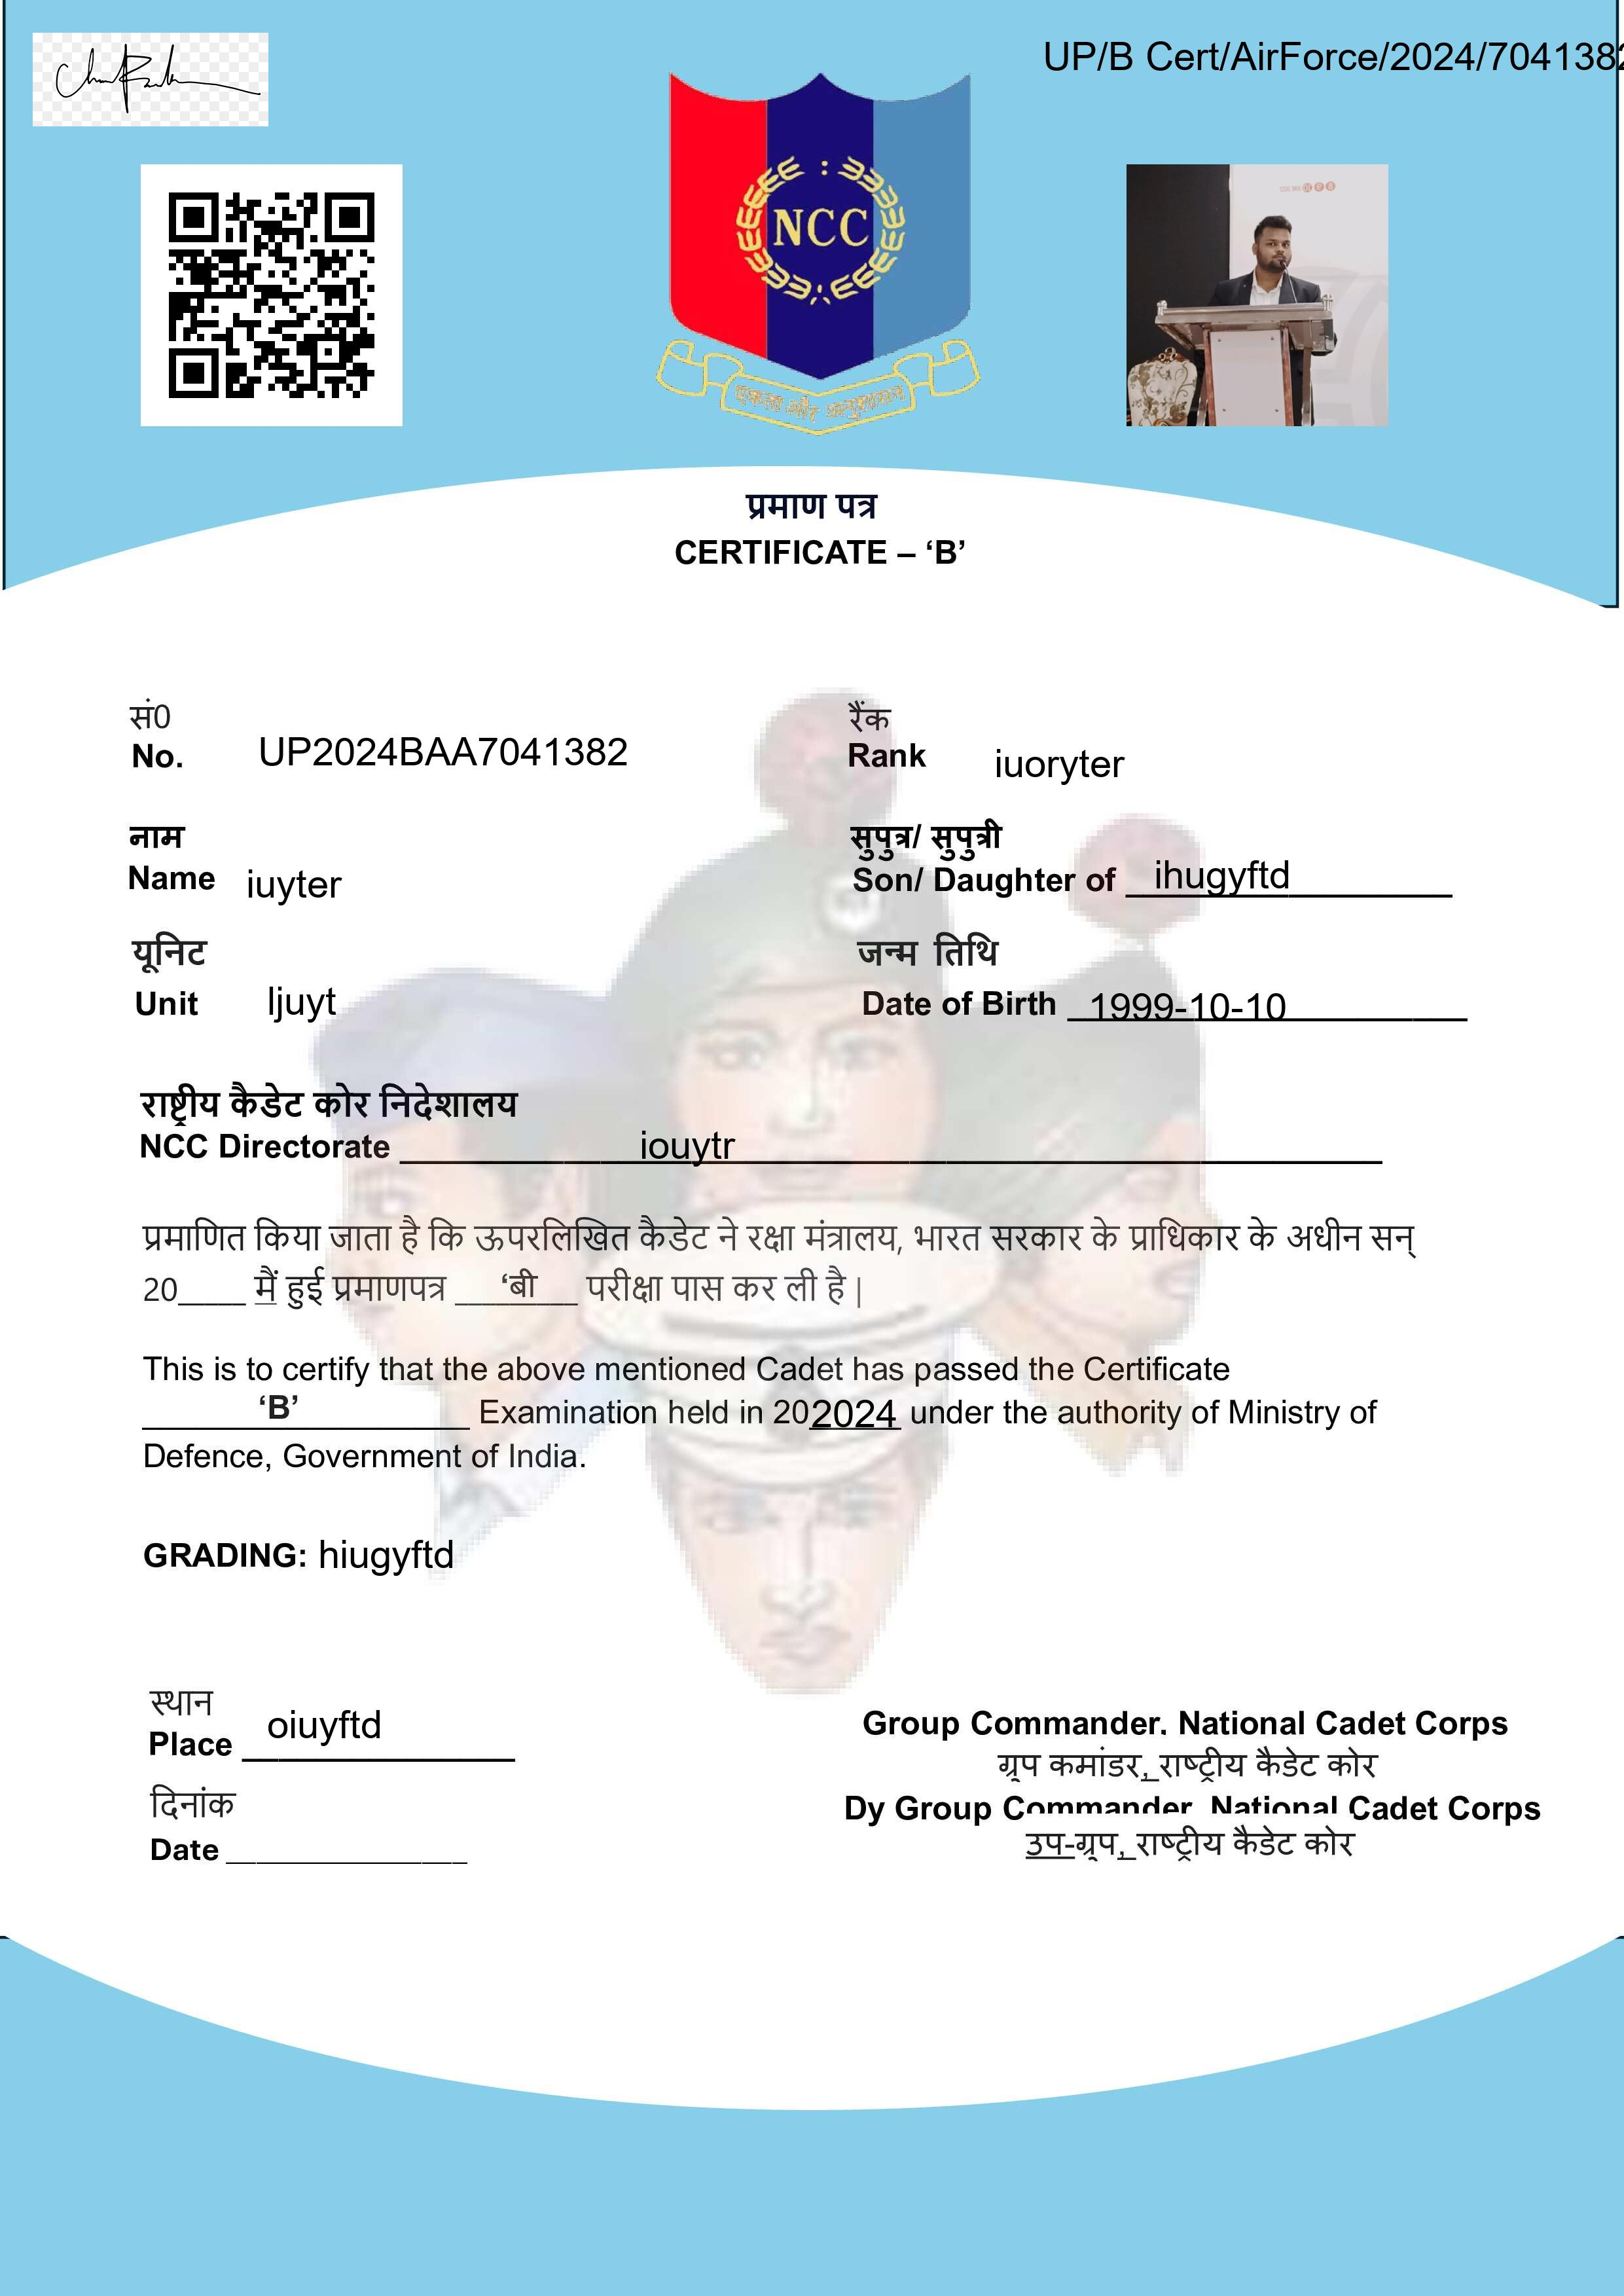 UP/B Cert/AirForce/2024/7041382
NCC
एकता और अनुशासन
प्रमाण पत्र
CERTIFICATE – ‘B’
सं0
No. UP2024BAA7041382
रैंक
Rank iuoryter
नाम
Name iuyter
सुपुत्र/ सुपुत्री
Son/ Daughter of ihugyftd
यूनिट
Unit ljuyt
जन्म तिथि
Date of Birth 1999-10-10
राष्ट्रीय कैडेट कोर निदेशालय
NCC Directorate iouytr
प्रमाणित किया जाता है कि ऊपरलिखित कैडेट ने रक्षा मंत्रालय, भारत सरकार के प्राधिकार के अधीन सन्
20____ मैं हुई प्रमाणपत्र ‘बी परीक्षा पास कर ली है |
This is to certify that the above mentioned Cadet has passed the Certificate
‘B’ Examination held in 202024 under the authority of Ministry of
Defence, Government of India.
GRADING: hiugyftd
स्थान
Place oiuyftd
दिनांक
Date
Group Commander, National Cadet Corps
ग्रुप कमांडर, राष्ट्रीय कैडेट कोर
Dy Group Commander, National Cadet Corps
उप-ग्रुप, राष्ट्रीय कैडेट कोर